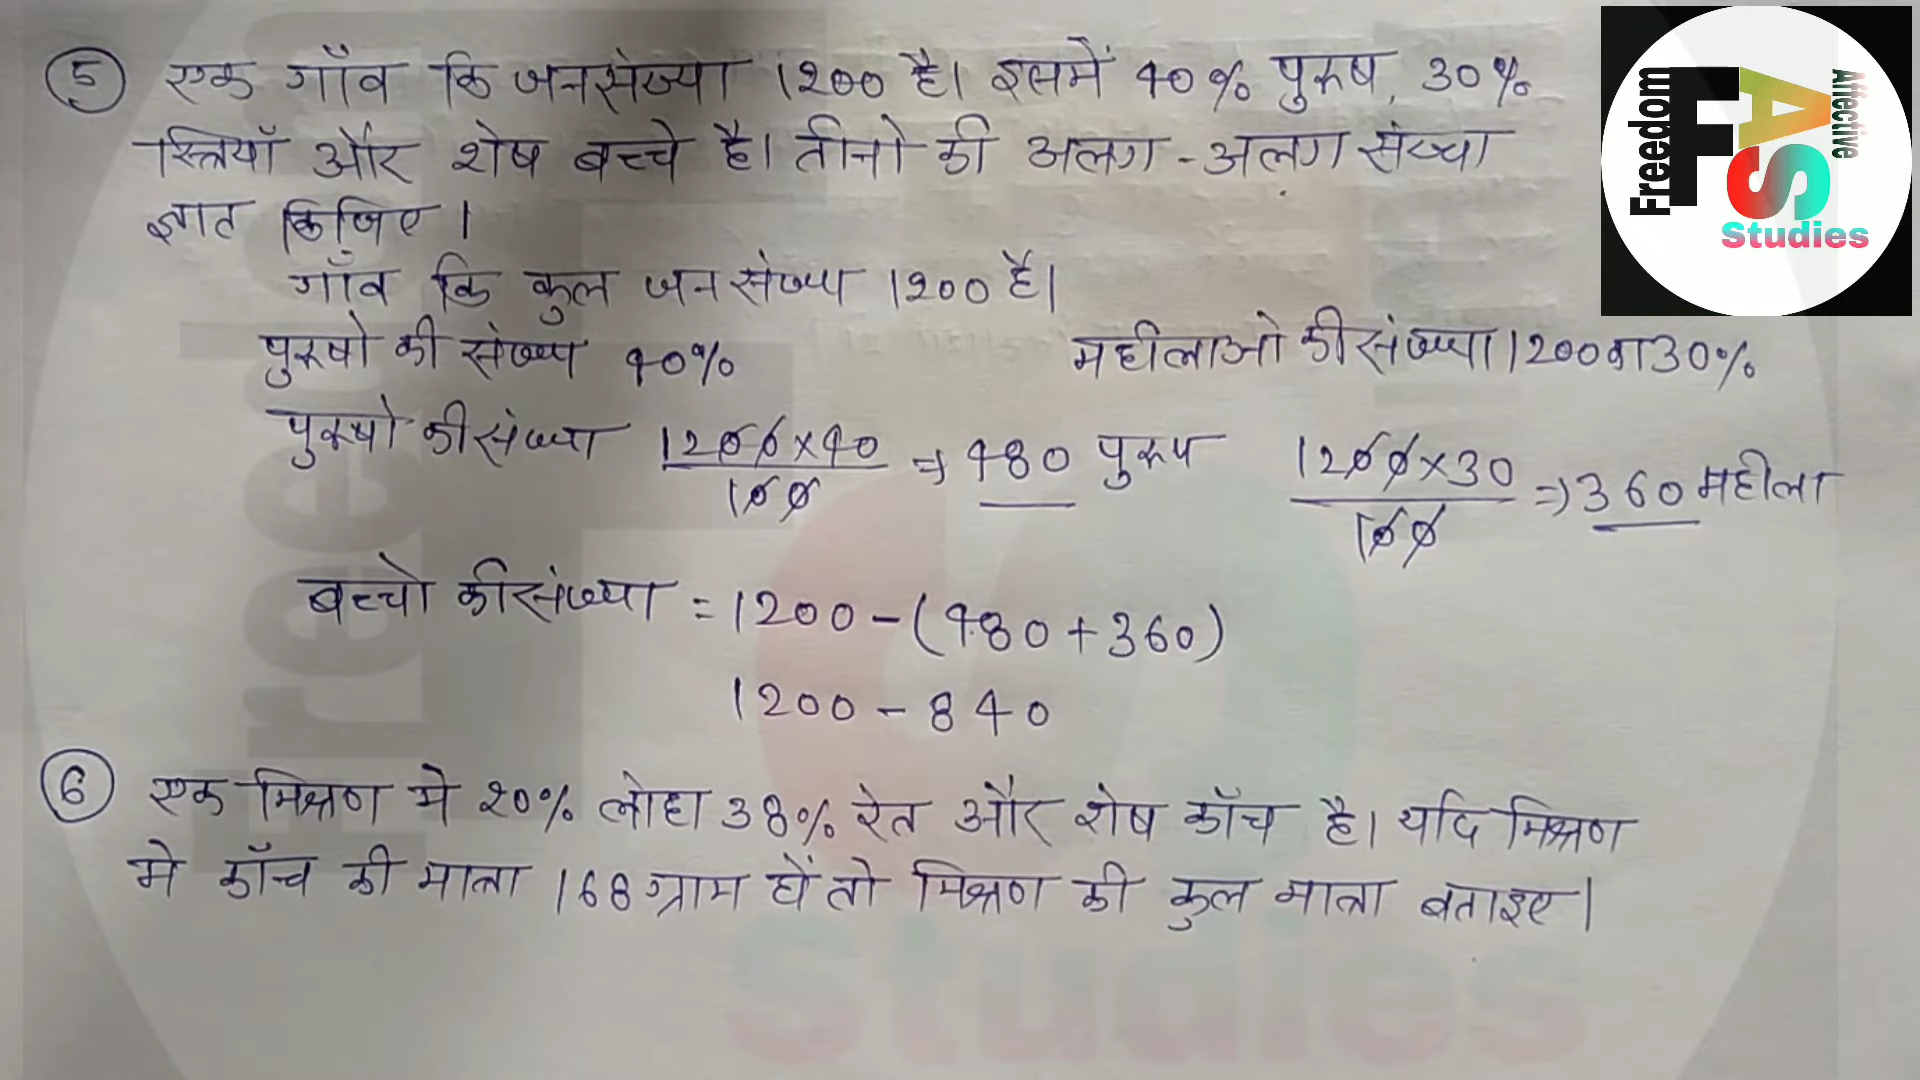 5 एक गाँव कि जनसंख्या 1200 है। इसमें 40% पुरुष, 30%
स्त्रियाँ और शेष बच्चे है। तीनो की अलग-अलग संख्या
ज्ञात किजिए।
गाँव कि कुल जनसंख्या 1200 है।
पुरुषो की संख्या 40%
महीलाओ की संख्या 1200 का 30%
पुरुषो की संख्या 1200×40/100 ⇒ 480 पुरुष
1200×30/100 ⇒ 360 महीला
बच्चो की संख्या = 1200-(480+360)
1200-840
6 एक मिश्रण मे 20% लोहा 38% रेत और शेष काँच है। यदि मिश्रण
मे काँच की मात्रा 168 ग्राम हैं तो मिश्रण की कुल मात्रा बताइए।
Freedom
F
A
S
Affective
Studies
Freedom
Studies